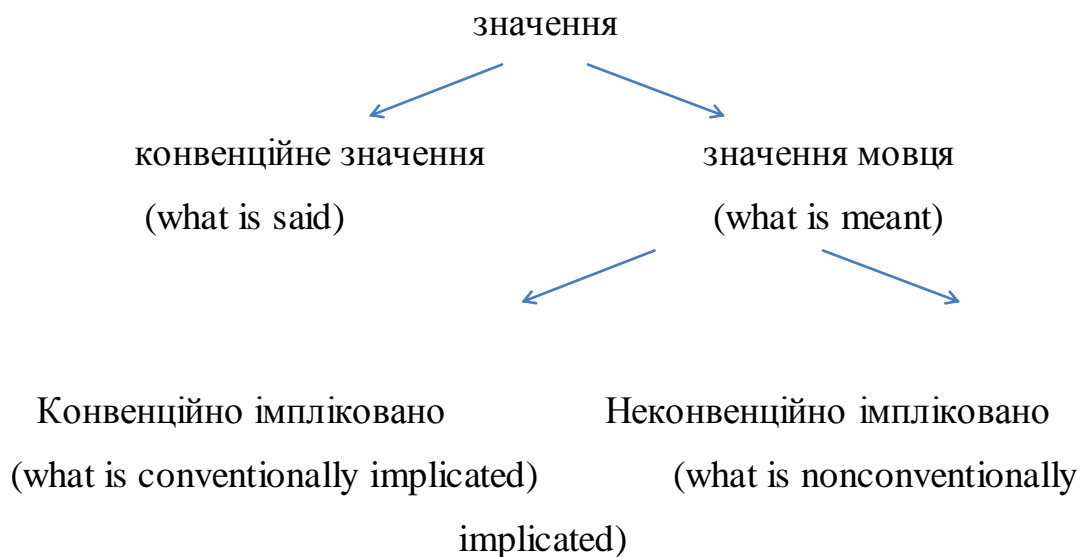 значення
конвенційне значення значення мовця
(what is said) (what is meant)
Конвенційно імпліковано Неконвенційно імпліковано
(what is conventionally implicated) (what is nonconventionally
implicated)